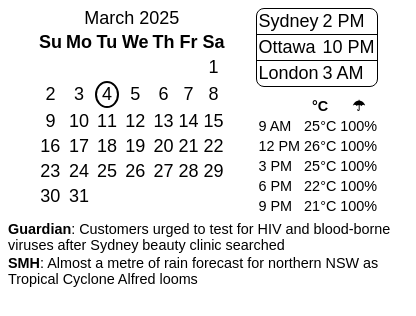 March 2025
Su Mo Tu We Th Fr Sa
1
2 3 4 5 6 7 8
9 10 11 12 13 14 15
16 17 18 19 20 21 22
23 24 25 26 27 28 29
30 31
Sydney 2 PM
Ottawa 10 PM
London 3 AM
°C ☂
9 AM 25°C 100%
12 PM 26°C 100%
3 PM 25°C 100%
6 PM 22°C 100%
9 PM 21°C 100%
Guardian: Customers urged to test for HIV and blood-borne
viruses after Sydney beauty clinic searched
SMH: Almost a metre of rain forecast for northern NSW as
Tropical Cyclone Alfred looms